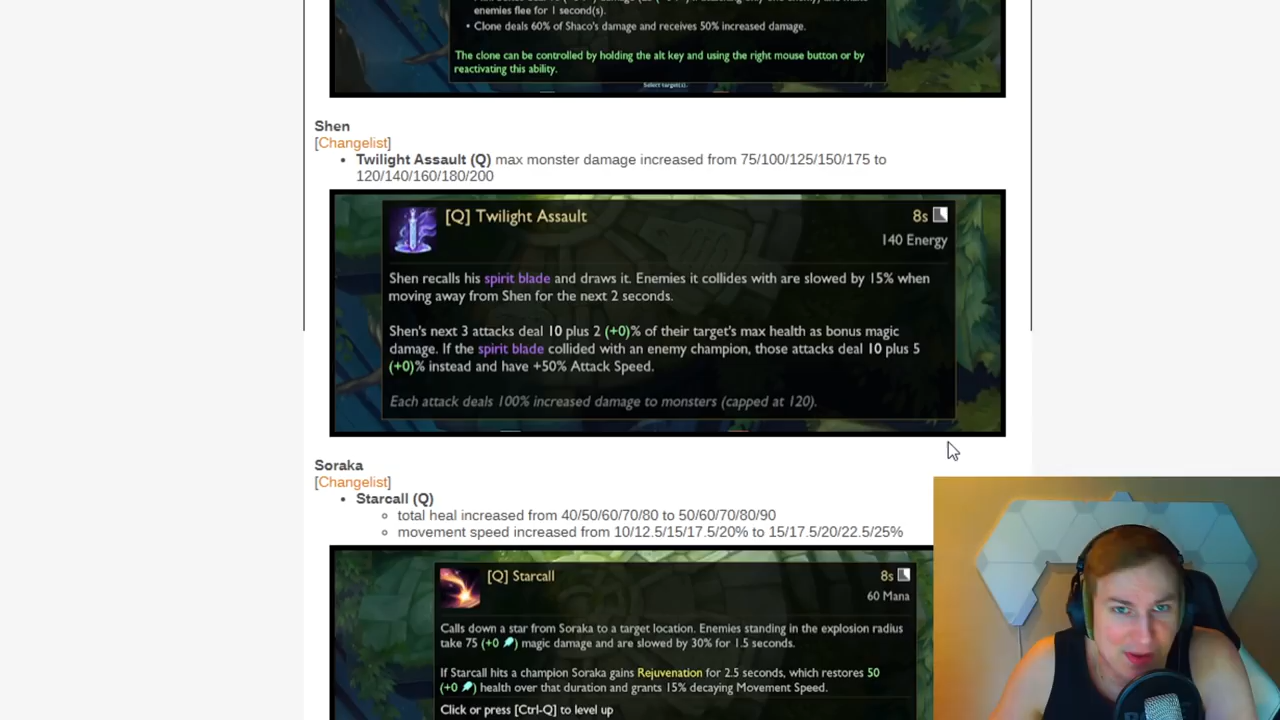 enemies flee for 1 second(s).
• Clone deals 60% of Shaco's damage and receives 50% increased damage.
The clone can be controlled by holding the alt key and using the right mouse button or by
reactivating this ability.
Select target(s).
Shen
[Changelist]
• Twilight Assault (Q) max monster damage increased from 75/100/125/150/175 to
120/140/160/180/200
[Q] Twilight Assault
8s
140 Energy
Shen recalls his spirit blade and draws it. Enemies it collides with are slowed by 15% when
moving away from Shen for the next 2 seconds.
Shen's next 3 attacks deal 10 plus 2 (+0)% of their target's max health as bonus magic
damage. If the spirit blade collided with an enemy champion, those attacks deal 10 plus 5
(+0)% instead and have +50% Attack Speed.
Each attack deals 100% increased damage to monsters (capped at 120).
Soraka
[Changelist]
• Starcall (Q)
○ total heal increased from 40/50/60/70/80 to 50/60/70/80/90
○ movement speed increased from 10/12.5/15/17.5/20% to 15/17.5/20/22.5/25%
[Q] Starcall
8s
60 Mana
Calls down a star from Soraka to a target location. Enemies standing in the explosion radius
take 75 (+0) magic damage and are slowed by 30% for 1.5 seconds.
If Starcall hits a champion Soraka gains Rejuvenation for 2.5 seconds, which restores 50
(+0) health over that duration and grants 15% decaying Movement Speed.
Click or press [Ctrl-Q] to level up